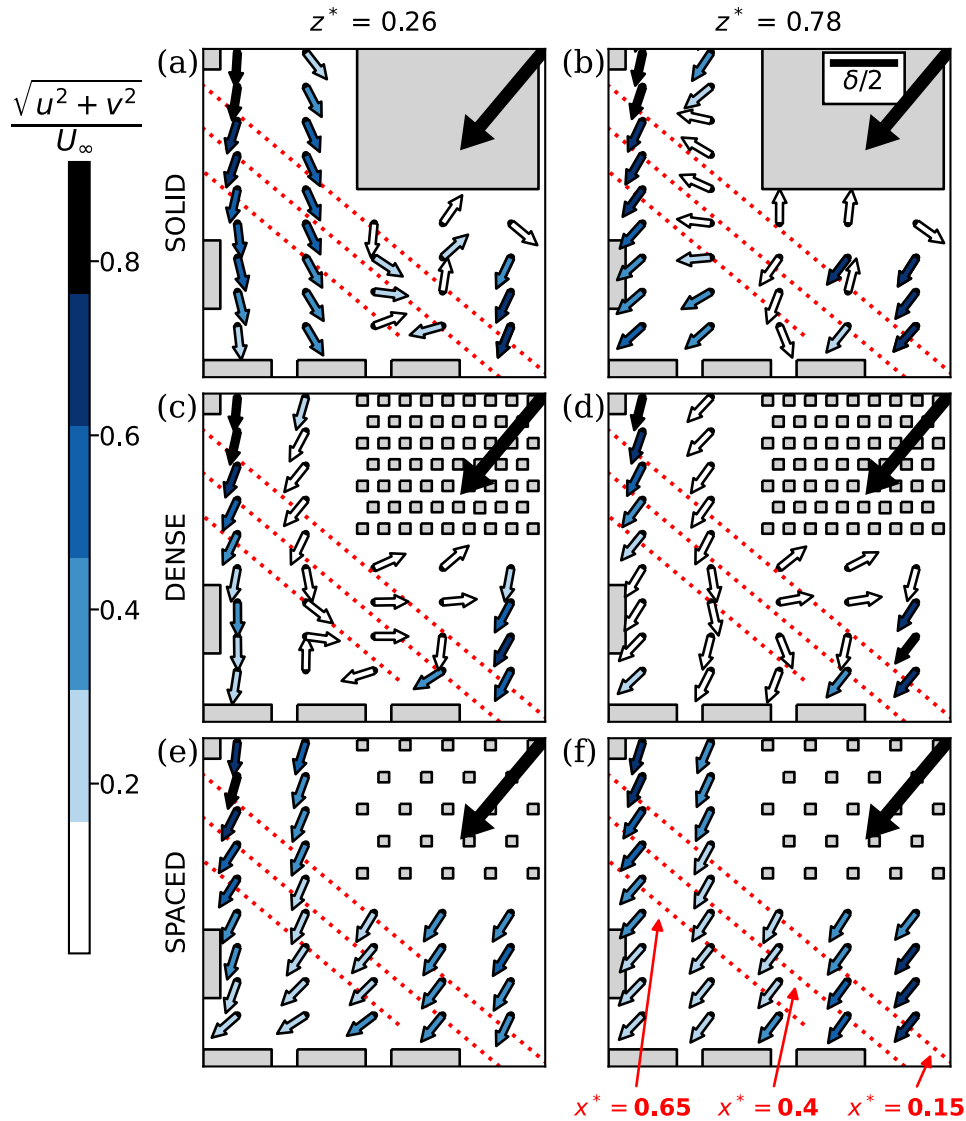 z* = 0.26
z* = 0.78
(a)
(b)
δ/2
√u² + v²
U∞
0.8
0.6
0.4
0.2
SOLID
(c)
(d)
DENSE
(e)
(f)
SPACED
x* = 0.65
x* = 0.4
x* = 0.15